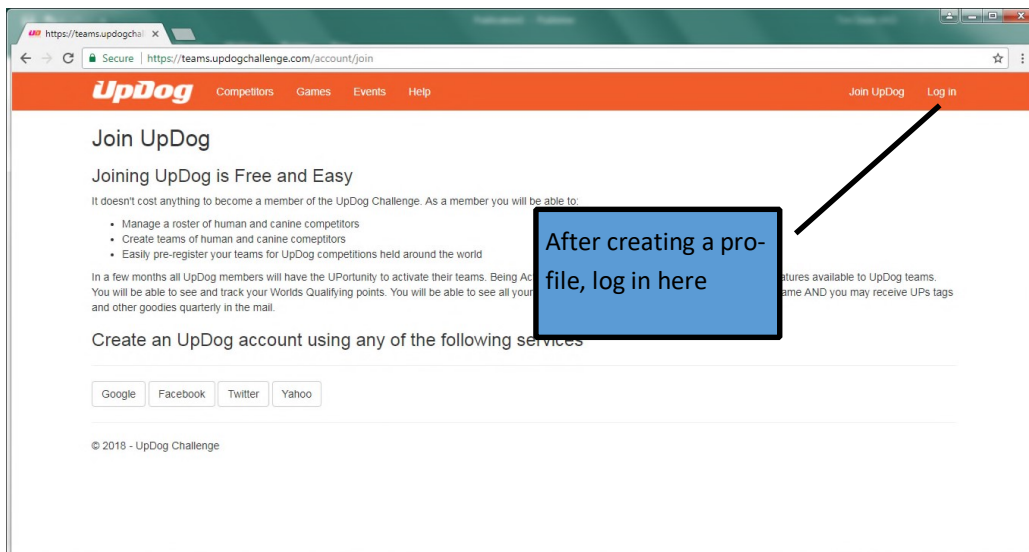 https://teams.updogchal
Secure | https://teams.updogchallenge.com/account/join
UpDog Competitors Games Events Help Join UpDog Log in
Join UpDog
Joining UpDog is Free and Easy
It doesn't cost anything to become a member of the UpDog Challenge. As a member you will be able to:
Manage a roster of human and canine competitors
Create teams of human and canine comeptitors
Easily pre-register your teams for UpDog competitions held around the world
In a few months all UpDog members will have the UPortunity to activate their teams. Being Ac atures available to UpDog teams.
You will be able to see and track your Worlds Qualifying points. You will be able to see all your ame AND you may receive UPs tags
and other goodies quarterly in the mail.
After creating a pro-
file, log in here
Create an UpDog account using any of the following services
Google Facebook Twitter Yahoo
© 2018 - UpDog Challenge